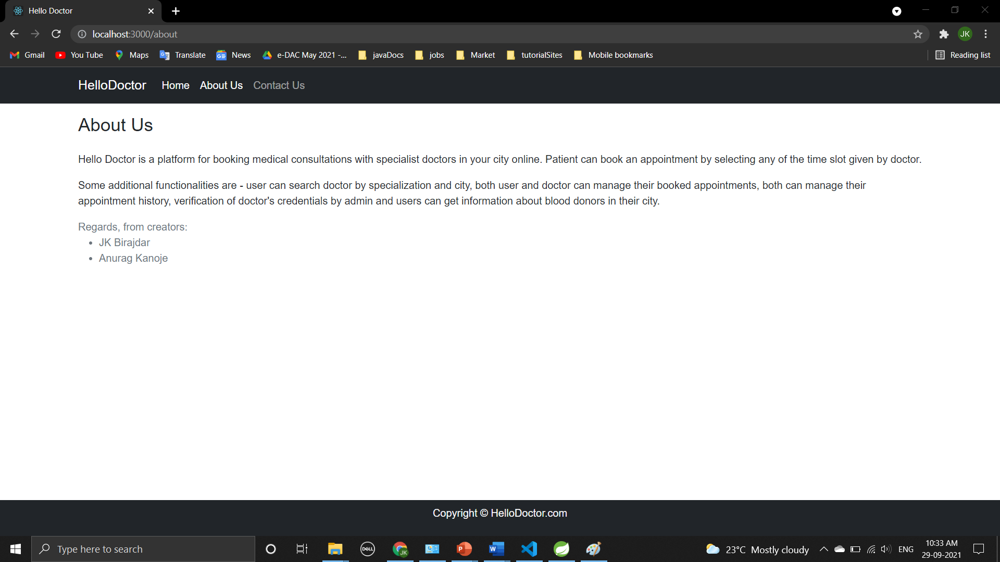 Hello Doctor
localhost:3000/about
JK
Gmail You Tube Maps Translate News e-DAC May 2021 -... javaDocs jobs Market tutorialSites Mobile bookmarks Reading list
HelloDoctor Home About Us Contact Us
About Us
Hello Doctor is a platform for booking medical consultations with specialist doctors in your city online. Patient can book an appointment by selecting any of the time slot given by doctor.
Some additional functionalities are - user can search doctor by specialization and city, both user and doctor can manage their booked appointments, both can manage their
appointment history, verification of doctor's credentials by admin and users can get information about blood donors in their city.
Regards, from creators:
• JK Birajdar
• Anurag Kanoje
Copyright © HelloDoctor.com
Type here to search
DELL
JK
P
W
23°C Mostly cloudy
ENG
10:33 AM
29-09-2021